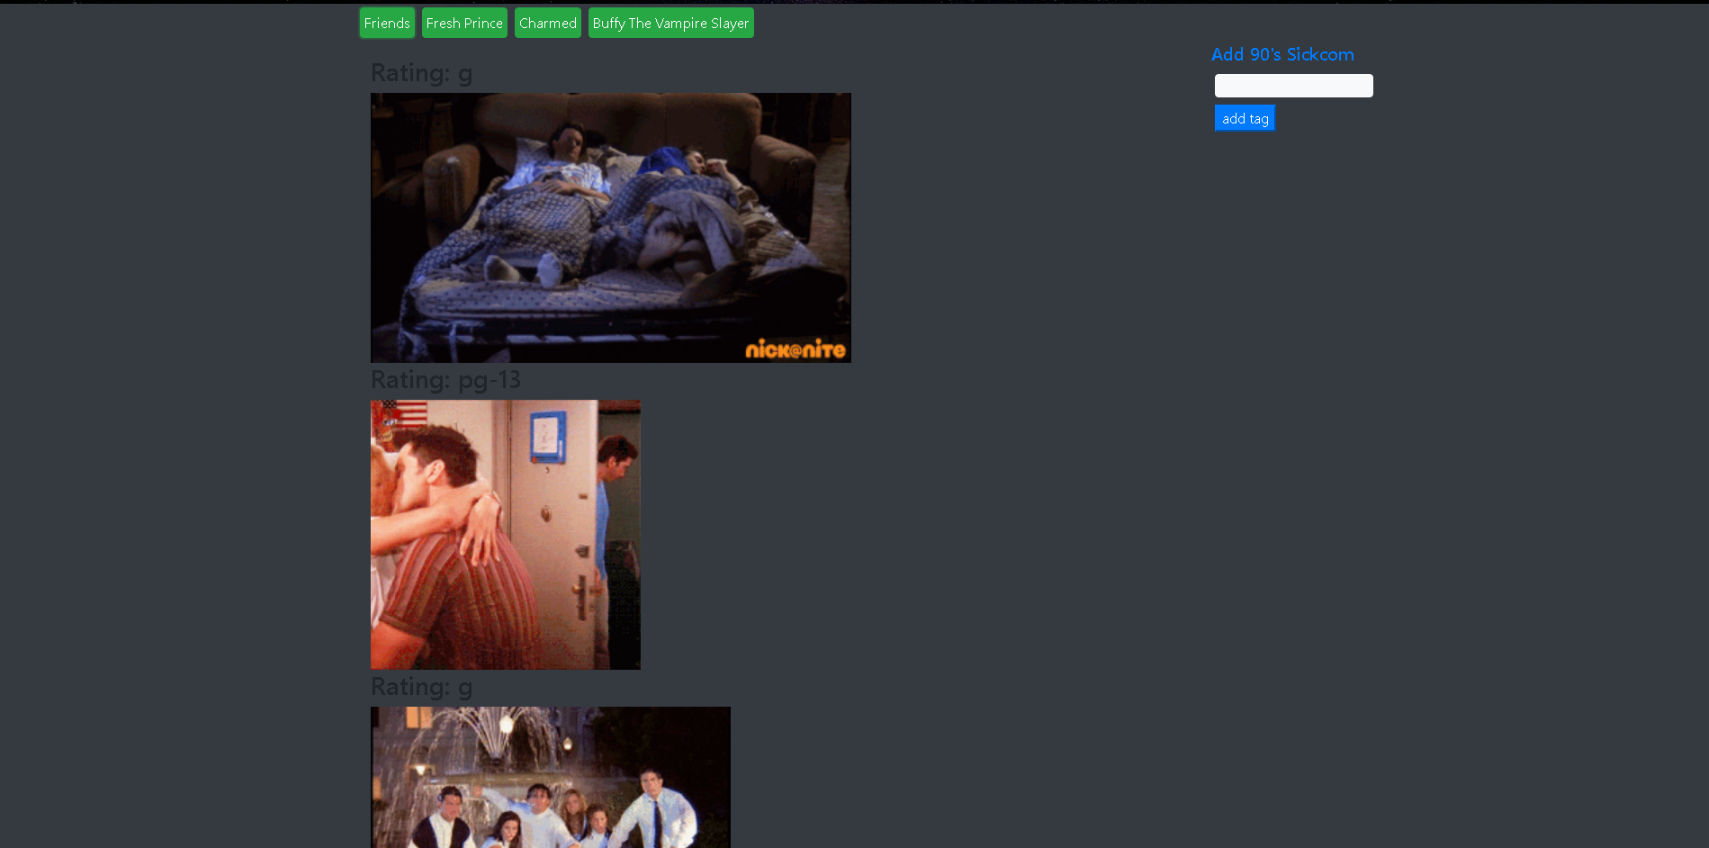 Friends Fresh Prince Charmed Buffy The Vampire Slayer
Add 90's Sickcom
add tag
Rating: g
nick@nite
Rating: pg-13
Rating: g